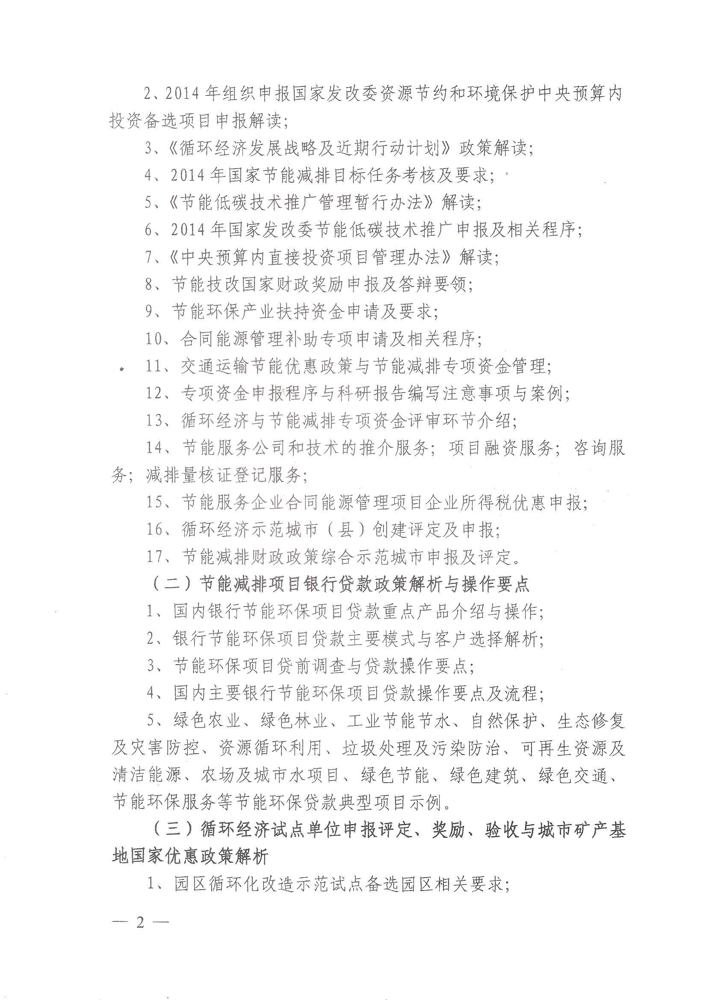 2、2014 年组织申报国家发改委资源节约和环境保护中央预算内
投资备选项目申报解读；
3、《循环经济发展战略及近期行动计划》政策解读；
4、2014 年国家节能减排目标任务考核及要求；
5、《节能低碳技术推广管理暂行办法》解读；
6、2014 年国家发改委节能低碳技术推广申报及相关程序；
7、《中央预算内直接投资项目管理办法》解读；
8、节能技改国家财政奖励申报及答辩要领；
9、节能环保产业扶持资金申请及要求；
10、合同能源管理补助专项申请及相关程序；
11、交通运输节能优惠政策与节能减排专项资金管理；
12、专项资金申报程序与科研报告编写注意事项与案例；
13、循环经济与节能减排专项资金评审环节介绍；
14、节能服务公司和技术的推介服务；项目融资服务；咨询服
务；减排量核证登记服务；
15、节能服务企业合同能源管理项目企业所得税优惠申报；
16、循环经济示范城市（县）创建评定及申报；
17、节能减排财政政策综合示范城市申报及评定。
（二）节能减排项目银行贷款政策解析与操作要点
1、国内银行节能环保项目贷款重点产品介绍与操作；
2、银行节能环保项目贷款主要模式与客户选择解析；
3、节能环保项目贷前调查与贷款操作要点；
4、国内主要银行节能环保项目贷款操作要点及流程；
5、绿色农业、绿色林业、工业节能节水、自然保护、生态修复
及灾害防控、资源循环利用、垃圾处理及污染防治、可再生资源及
清洁能源、农场及城市水项目、绿色节能、绿色建筑、绿色交通、
节能环保服务等节能环保贷款典型项目示例。
（三）循环经济试点单位申报评定、奖励、验收与城市矿产基
地国家优惠政策解析
1、园区循环化改造示范试点备选园区相关要求；
— 2 —